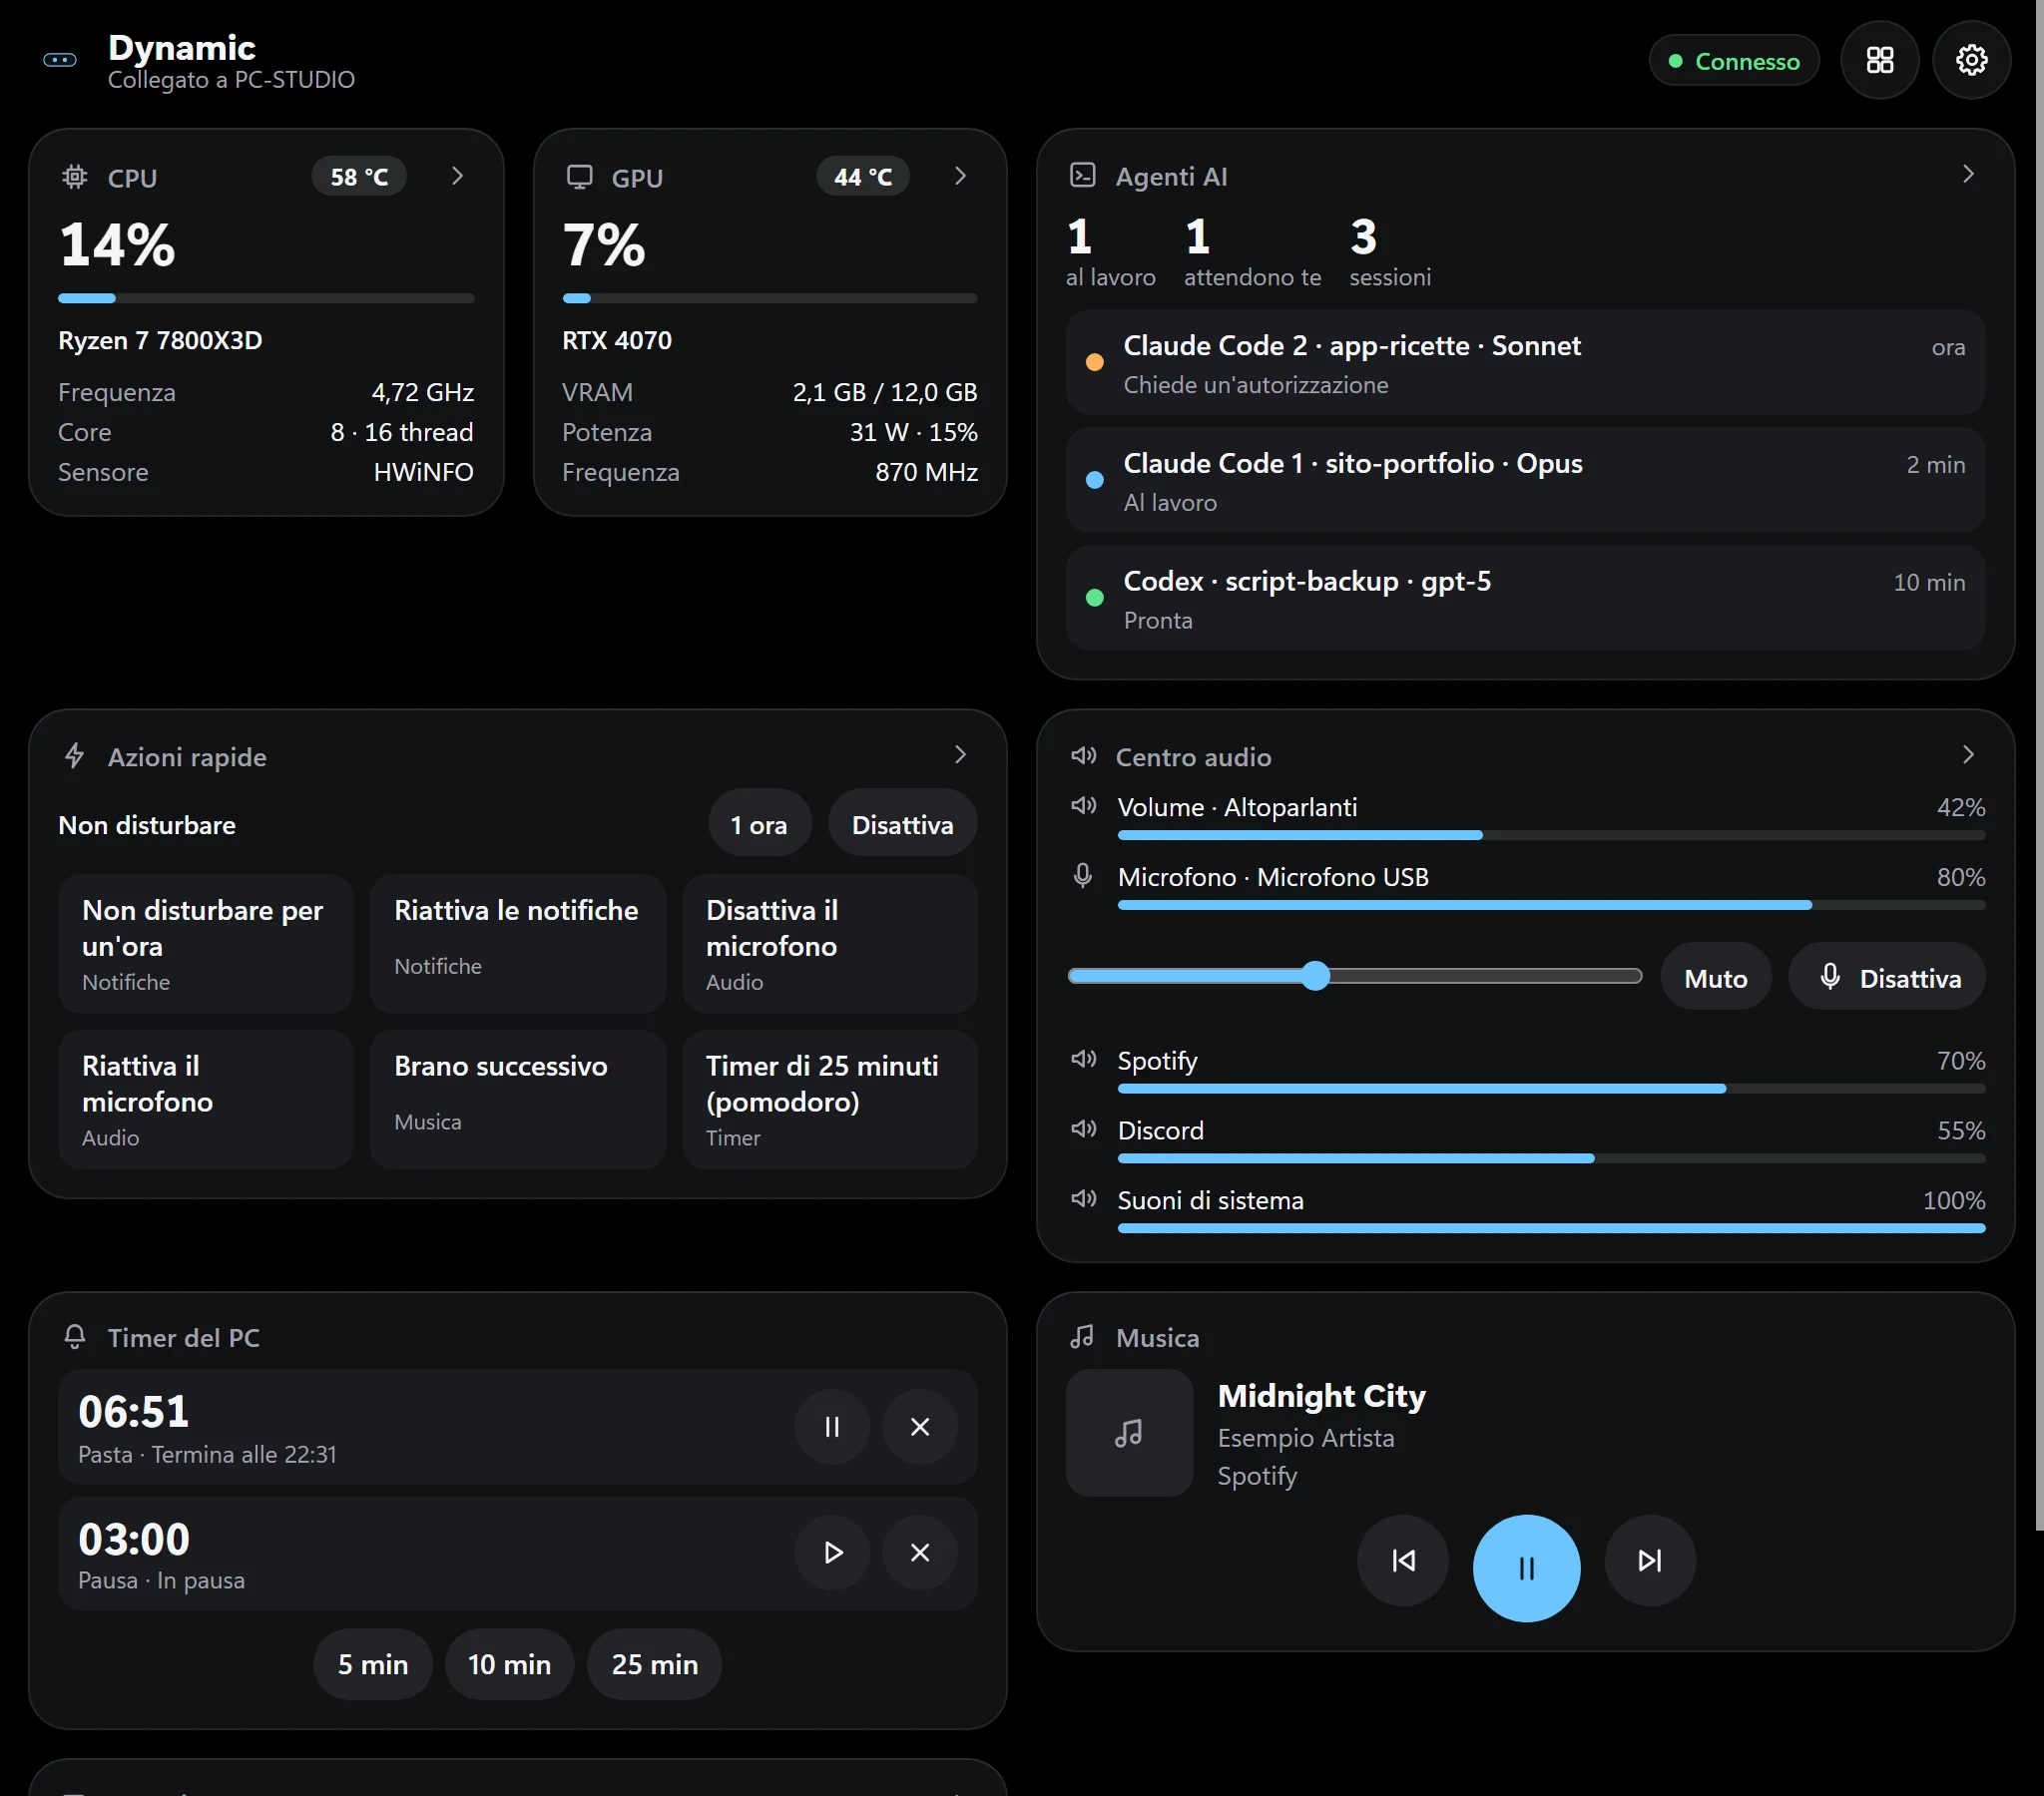 Dynamic
Collegato a PC-STUDIO
Connesso
CPU
58 °C
14%
Ryzen 7 7800X3D
Frequenza 4,72 GHz
Core 8 · 16 thread
Sensore HWiNFO
GPU
44 °C
7%
RTX 4070
VRAM 2,1 GB / 12,0 GB
Potenza 31 W · 15%
Frequenza 870 MHz
Agenti AI
1 1 3
al lavoro attendono te sessioni
Claude Code 2 · app-ricette · Sonnet ora
Chiede un'autorizzazione
Claude Code 1 · sito-portfolio · Opus 2 min
Al lavoro
Codex · script-backup · gpt-5 10 min
Pronta
Azioni rapide
Non disturbare 1 ora Disattiva
Non disturbare per
un'ora
Notifiche
Riattiva le notifiche
Notifiche
Disattiva il
microfono
Audio
Riattiva il
microfono
Audio
Brano successivo
Musica
Timer di 25 minuti
(pomodoro)
Timer
Centro audio
Volume · Altoparlanti 42%
Microfono · Microfono USB 80%
Muto Disattiva
Spotify 70%
Discord 55%
Suoni di sistema 100%
Timer del PC
06:51
Pasta · Termina alle 22:31
03:00
Pausa · In pausa
5 min 10 min 25 min
Musica
Midnight City
Esempio Artista
Spotify